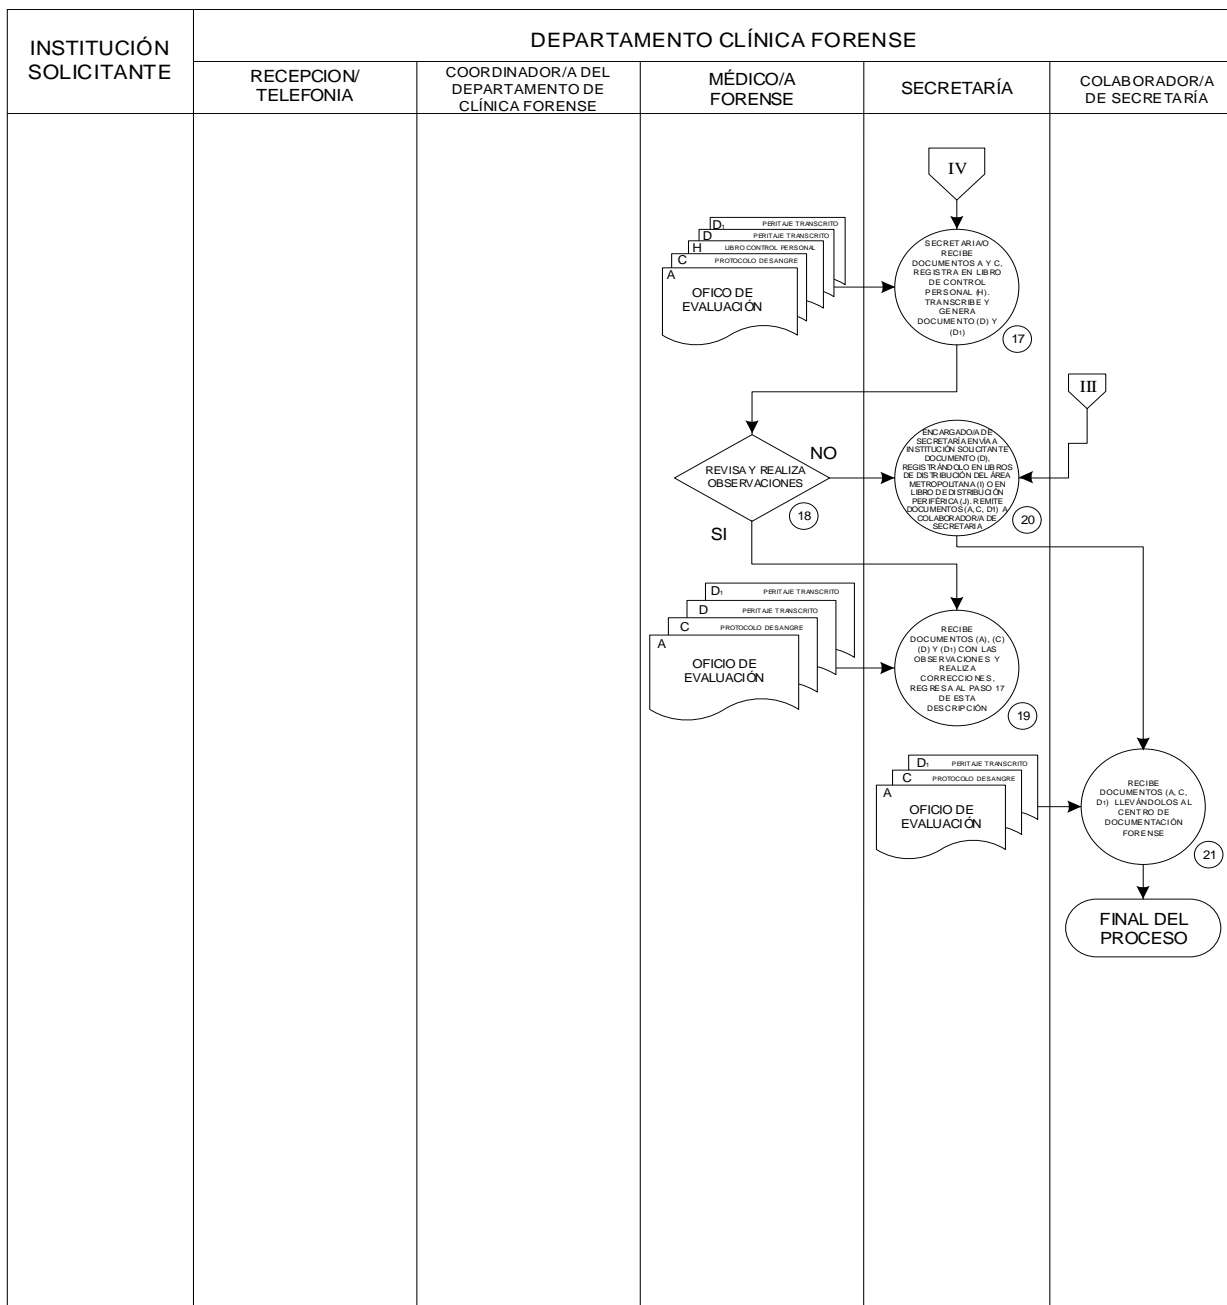 INSTITUCIÓN
SOLICITANTE
DEPARTAMENTO CLÍNICA FORENSE
RECEPCION/
TELEFONIA
COORDINADOR/A DEL
DEPARTAMENTO DE
CLÍNICA FORENSE
MÉDICO/A
FORENSE
SECRETARÍA
COLABORADOR/A
DE SECRETARÍA
IV
D1 PERITAJE TRANSCRITO
D PERITAJE TRANSCRITO
H LIBRO CONTROL PERSONAL
C PROTOCOLO DE SANGRE
A
OFICO DE
EVALUACIÓN
SECRETARIA/O
RECIBE
DOCUMENTOS A Y C,
REGISTRA EN LIBRO
DE CONTROL
PERSONAL (H).
TRANSCRIBE Y
GENERA
DOCUMENTO (D) Y
(D1)
17
III
REVISA Y REALIZA
OBSERVACIONES
NO
SI
18
ENCARGADO/A DE
SECRETARÍA ENVÍA A
INSTITUCIÓN SOLICITANTE
DOCUMENTO (D),
REGISTRÁNDOLO EN LIBROS
DE DISTRIBUCIÓN DEL ÁREA
METROPOLITANA (I) O EN
LIBRO DE DISTRIBUCIÓN
PERIFÉRICA (J). REMITE
DOCUMENTOS (A, C, D1) A
COLABORADOR/A DE
SECRETARIA
20
D1 PERITAJE TRANSCRITO
D PERITAJE TRANSCRITO
C PROTOCOLO DE SANGRE
A
OFICIO DE
EVALUACIÓN
RECIBE
DOCUMENTOS (A), (C)
(D) Y (D1) CON LAS
OBSERVACIONES Y
REALIZA
CORRECCIONES,
REGRESA AL PASO 17
DE ESTA
DESCRIPCIÓN
19
D1 PERITAJE TRANSCRITO
C PROTOCOLO DE SANGRE
A
OFICIO DE
EVALUACIÓN
RECIBE
DOCUMENTOS (A, C,
D1) LLEVÁNDOLOS AL
CENTRO DE
DOCUMENTACIÓN
FORENSE
21
FINAL DEL
PROCESO